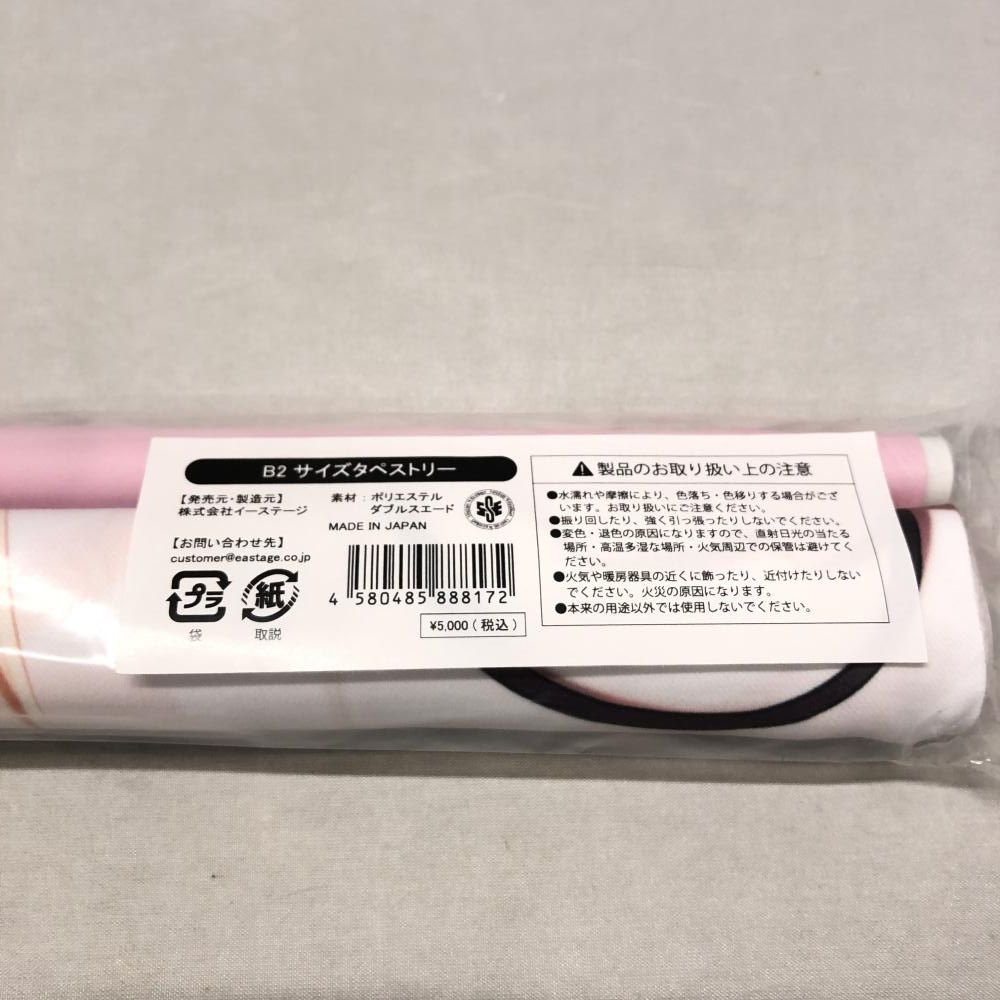 B2 サイズタペストリー
【発売元・製造元】
株式会社イーステージ
【お問い合わせ先】
customer@eastage.co.jp
プラ
袋
紙
取説
素材：ポリエステル
ダブルスエード
MADE IN JAPAN
4 580485 888172
¥5,000（税込）
製品のお取り扱い上の注意
●水濡れや摩擦により、色落ち・色移りする場合がござ
います。お取り扱いにご注意ください。
●振り回したり、強く引っ張ったりしないでください。
●変色・退色の原因になりますので、直射日光の当たる
場所・高温多湿な場所・火気周辺での保管は避けてく
ださい。
●火気や暖房器具の近くに飾ったり、近付けたりしない
でください。火災の原因になります。
●本来の用途以外では使用しないでください。